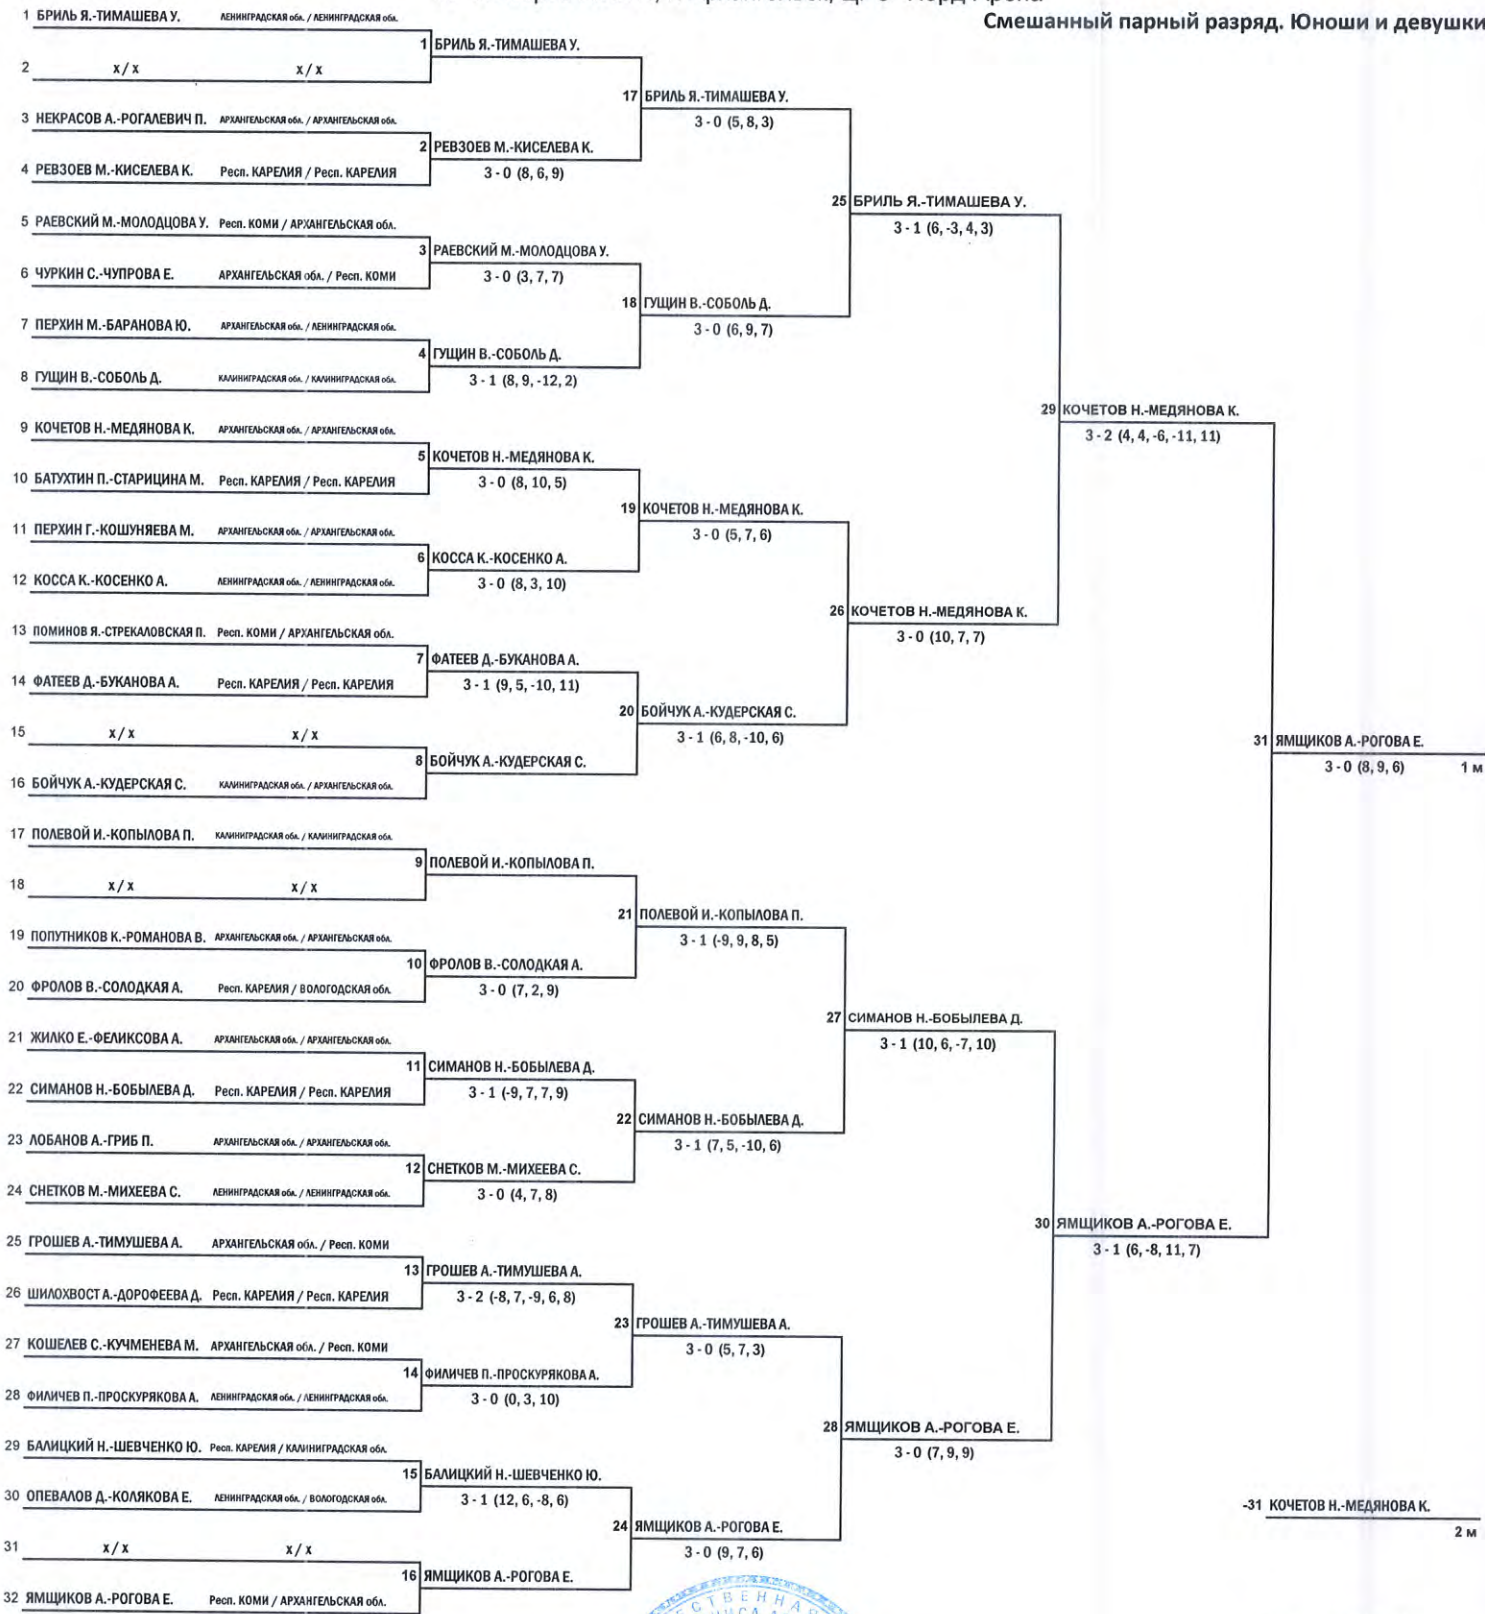 Смешанный парный разряд. Юноши и девушки
1 БРИЛЬ Я.-ТИМАШЕВА У. ЛЕНИНГРАДСКАЯ обл. / ЛЕНИНГРАДСКАЯ обл.
1 БРИЛЬ Я.-ТИМАШЕВА У.
2 x / x x / x
17 БРИЛЬ Я.-ТИМАШЕВА У.
3 - 0 (5, 8, 3)
3 НЕКРАСОВ А.-РОГАЛЕВИЧ П. АРХАНГЕЛЬСКАЯ обл. / АРХАНГЕЛЬСКАЯ обл.
2 РЕВЗОЕВ М.-КИСЕЛЕВА К.
4 РЕВЗОЕВ М.-КИСЕЛЕВА К. Респ. КАРЕЛИЯ / Респ. КАРЕЛИЯ
3 - 0 (8, 6, 9)
25 БРИЛЬ Я.-ТИМАШЕВА У.
3 - 1 (6, -3, 4, 3)
5 РАЕВСКИЙ М.-МОЛОДЦОВА У. Респ. КОМИ / АРХАНГЕЛЬСКАЯ обл.
3 РАЕВСКИЙ М.-МОЛОДЦОВА У.
6 ЧУРКИН С.-ЧУПРОВА Е. АРХАНГЕЛЬСКАЯ обл. / Респ. КОМИ
3 - 0 (3, 7, 7)
18 ГУЩИН В.-СОБОЛЬ Д.
3 - 0 (6, 9, 7)
7 ПЕРХИН М.-БАРАНОВА Ю. АРХАНГЕЛЬСКАЯ обл. / ЛЕНИНГРАДСКАЯ обл.
4 ГУЩИН В.-СОБОЛЬ Д.
8 ГУЩИН В.-СОБОЛЬ Д. КАЛИНИНГРАДСКАЯ обл. / КАЛИНИНГРАДСКАЯ обл.
3 - 1 (8, 9, -12, 2)
29 КОЧЕТОВ Н.-МЕДЯНОВА К.
3 - 2 (4, 4, -6, -11, 11)
9 КОЧЕТОВ Н.-МЕДЯНОВА К. АРХАНГЕЛЬСКАЯ обл. / АРХАНГЕЛЬСКАЯ обл.
5 КОЧЕТОВ Н.-МЕДЯНОВА К.
10 БАТУХТИН П.-СТАРИЦИНА М. Респ. КАРЕЛИЯ / Респ. КАРЕЛИЯ
3 - 0 (8, 10, 5)
19 КОЧЕТОВ Н.-МЕДЯНОВА К.
3 - 0 (5, 7, 6)
11 ПЕРХИН Г.-КОШУНЯЕВА М. АРХАНГЕЛЬСКАЯ обл. / АРХАНГЕЛЬСКАЯ обл.
6 КОССА К.-КОСЕНКО А.
12 КОССА К.-КОСЕНКО А. ЛЕНИНГРАДСКАЯ обл. / ЛЕНИНГРАДСКАЯ обл.
3 - 0 (8, 3, 10)
26 КОЧЕТОВ Н.-МЕДЯНОВА К.
3 - 0 (10, 7, 7)
13 ПОМИНОВ Я.-СТРЕКАЛОВСКАЯ П. Респ. КОМИ / АРХАНГЕЛЬСКАЯ обл.
7 ФАТЕЕВ Д.-БУКАНОВА А.
14 ФАТЕЕВ Д.-БУКАНОВА А. Респ. КАРЕЛИЯ / Респ. КАРЕЛИЯ
3 - 1 (9, 5, -10, 11)
20 БОЙЧУК А.-КУДЕРСКАЯ С.
3 - 1 (6, 8, -10, 6)
15 x / x x / x
8 БОЙЧУК А.-КУДЕРСКАЯ С.
16 БОЙЧУК А.-КУДЕРСКАЯ С. КАЛИНИНГРАДСКАЯ обл. / АРХАНГЕЛЬСКАЯ обл.
31 ЯМЩИКОВ А.-РОГОВА Е.
3 - 0 (8, 9, 6) 1 м
17 ПОЛЕВОЙ И.-КОПЫЛОВА П. КАЛИНИНГРАДСКАЯ обл. / КАЛИНИНГРАДСКАЯ обл.
9 ПОЛЕВОЙ И.-КОПЫЛОВА П.
18 x / x x / x
21 ПОЛЕВОЙ И.-КОПЫЛОВА П.
3 - 1 (-9, 9, 8, 5)
19 ПОПУТНИКОВ К.-РОМАНОВА В. АРХАНГЕЛЬСКАЯ обл. / АРХАНГЕЛЬСКАЯ обл.
10 ФРОЛОВ В.-СОЛОДКАЯ А.
20 ФРОЛОВ В.-СОЛОДКАЯ А. Респ. КАРЕЛИЯ / ВОЛОГОДСКАЯ обл.
3 - 0 (7, 2, 9)
27 СИМАНОВ Н.-БОБЫЛЕВА Д.
3 - 1 (10, 6, -7, 10)
21 ЖИЛКО Е.-ФЕЛИКСОВА А. АРХАНГЕЛЬСКАЯ обл. / АРХАНГЕЛЬСКАЯ обл.
11 СИМАНОВ Н.-БОБЫЛЕВА Д.
22 СИМАНОВ Н.-БОБЫЛЕВА Д. Респ. КАРЕЛИЯ / Респ. КАРЕЛИЯ
3 - 1 (-9, 7, 7, 9)
22 СИМАНОВ Н.-БОБЫЛЕВА Д.
3 - 1 (7, 5, -10, 6)
23 ЛОБАНОВ А.-ГРИБ П. АРХАНГЕЛЬСКАЯ обл. / АРХАНГЕЛЬСКАЯ обл.
12 СНЕТКОВ М.-МИХЕЕВА С.
24 СНЕТКОВ М.-МИХЕЕВА С. ЛЕНИНГРАДСКАЯ обл. / ЛЕНИНГРАДСКАЯ обл.
3 - 0 (4, 7, 8)
30 ЯМЩИКОВ А.-РОГОВА Е.
3 - 1 (6, -8, 11, 7)
25 ГРОШЕВ А.-ТИМУШЕВА А. АРХАНГЕЛЬСКАЯ обл. / Респ. КОМИ
13 ГРОШЕВ А.-ТИМУШЕВА А.
26 ШИЛОХВОСТ А.-ДОРОФЕЕВА Д. Респ. КАРЕЛИЯ / Респ. КАРЕЛИЯ
3 - 2 (-8, 7, -9, 6, 8)
23 ГРОШЕВ А.-ТИМУШЕВА А.
3 - 0 (5, 7, 3)
27 КОШЕЛЕВ С.-КУЧМЕНЕВА М. АРХАНГЕЛЬСКАЯ обл. / Респ. КОМИ
14 ФИЛИЧЕВ П.-ПРОСКУРЯКОВА А.
28 ФИЛИЧЕВ П.-ПРОСКУРЯКОВА А. ЛЕНИНГРАДСКАЯ обл. / ЛЕНИНГРАДСКАЯ обл.
3 - 0 (0, 3, 10)
28 ЯМЩИКОВ А.-РОГОВА Е.
3 - 0 (7, 9, 9)
29 БАЛИЦКИЙ Н.-ШЕВЧЕНКО Ю. Респ. КАРЕЛИЯ / КАЛИНИНГРАДСКАЯ обл.
15 БАЛИЦКИЙ Н.-ШЕВЧЕНКО Ю.
30 ОПЕВАЛОВ Д.-КОЛЯКОВА Е. ЛЕНИНГРАДСКАЯ обл. / ВОЛОГОДСКАЯ обл.
3 - 1 (12, 6, -8, 6)
-31 КОЧЕТОВ Н.-МЕДЯНОВА К.
2 м
24 ЯМЩИКОВ А.-РОГОВА Е.
3 - 0 (9, 7, 6)
31 x / x x / x
16 ЯМЩИКОВ А.-РОГОВА Е.
32 ЯМЩИКОВ А.-РОГОВА Е. Респ. КОМИ / АРХАНГЕЛЬСКАЯ обл.